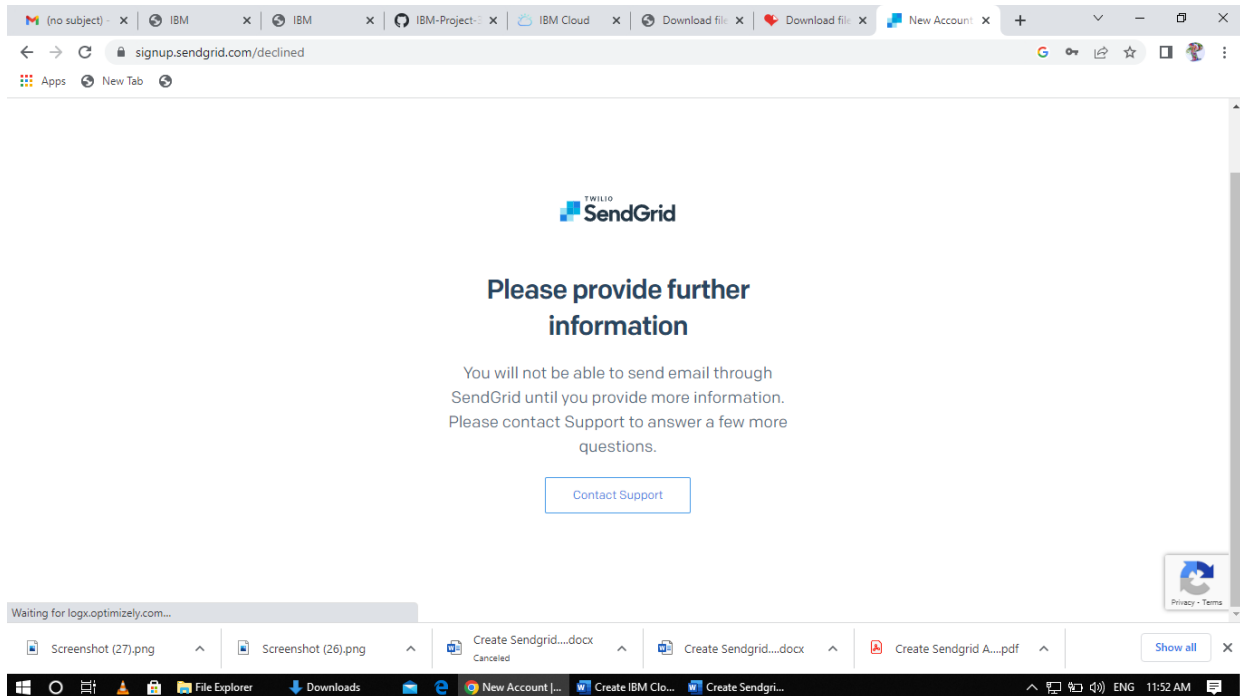 (no subject) -
IBM
IBM
IBM-Project-3
IBM Cloud
Download file
Download file
New Account
signup.sendgrid.com/declined
Apps
New Tab
TWILIO
SendGrid
Please provide further
information
You will not be able to send email through
SendGrid until you provide more information.
Please contact Support to answer a few more
questions.
Contact Support
Privacy - Terms
Waiting for logx.optimizely.com...
Screenshot (27).png
Screenshot (26).png
Create Sendgrid....docx
Canceled
Create Sendgrid....docx
Create Sendgrid A....pdf
Show all
File Explorer
Downloads
New Account |...
Create IBM Clo...
Create Sendgri...
ENG
11:52 AM